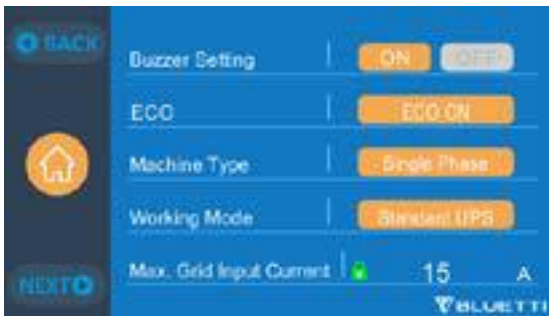 BACK
Buzzer Setting ON OFF
ECO ECO ON
Machine Type Single Phase
Working Mode Standard UPS
Max. Grid Input Current 15 A
NEXT
BLUETTI